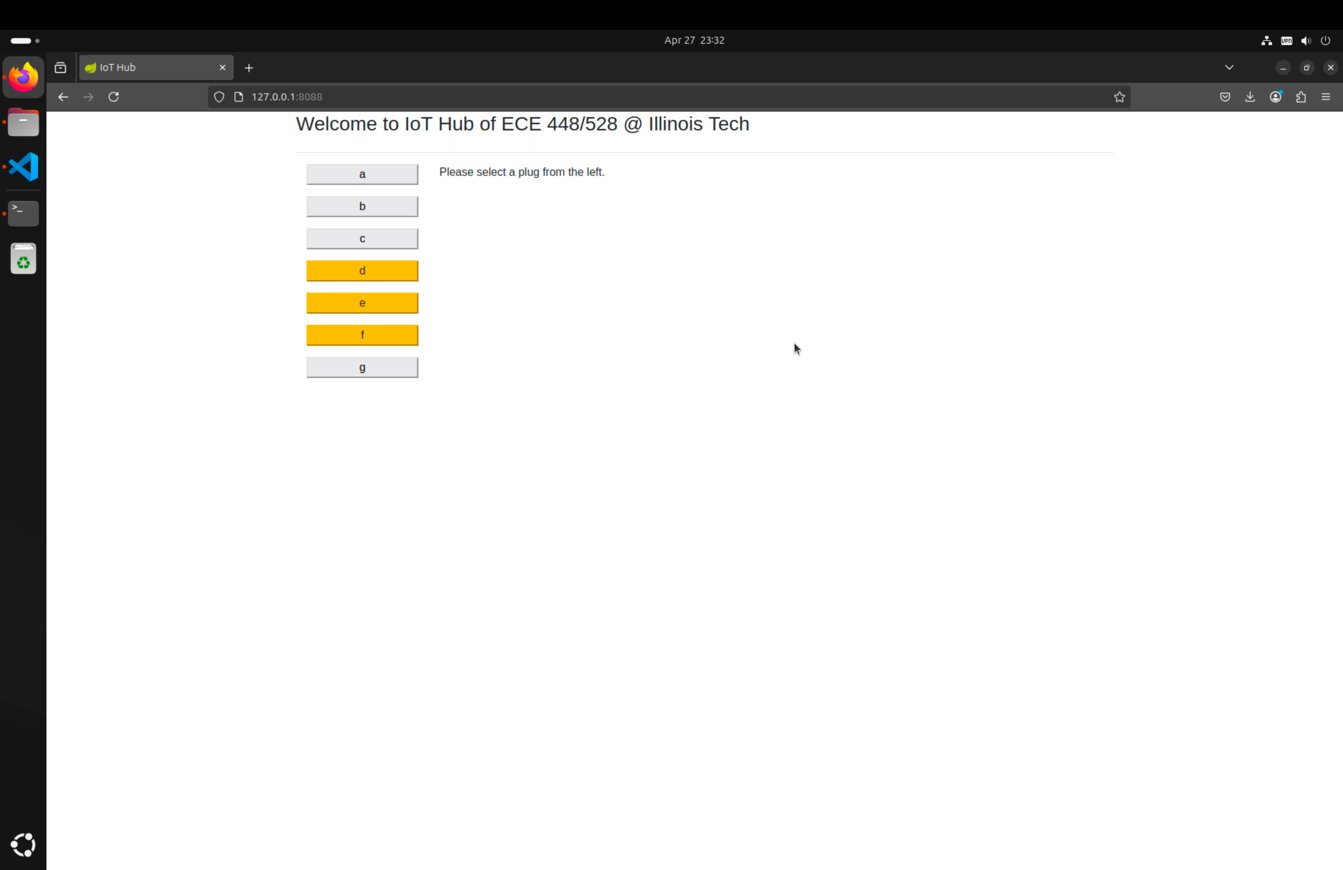 Apr 27 23:32
IoT Hub
127.0.0.1:8088
Welcome to IoT Hub of ECE 448/528 @ Illinois Tech
a
Please select a plug from the left.
b
c
d
e
f
g